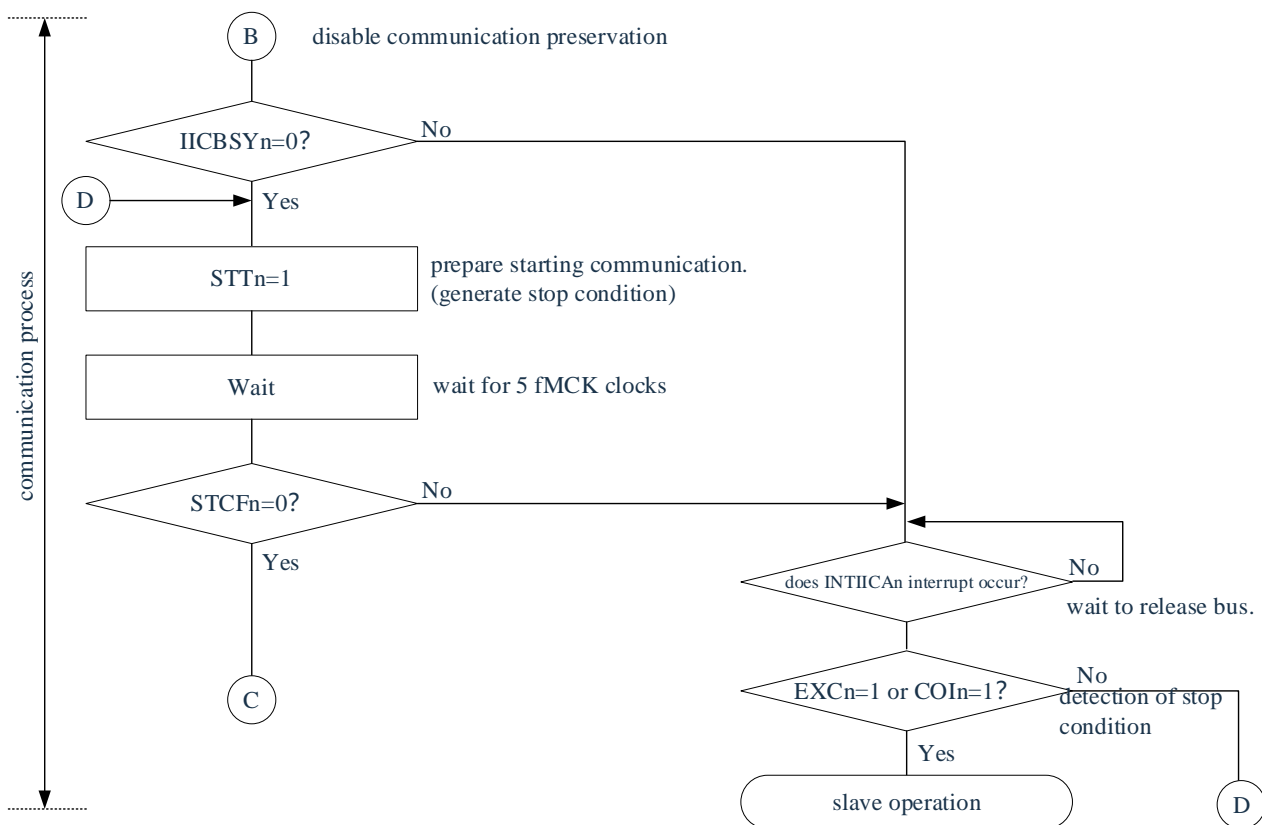 B
disable communication preservation
IICBSYn=0?
No
D
Yes
STTn=1
prepare starting communication.
(generate stop condition)
Wait
wait for 5 fMCK clocks
communication process
STCFn=0?
No
Yes
does INTIICAn interrupt occur?
No
wait to release bus.
C
EXCn=1 or COIn=1?
No
detection of stop
condition
Yes
slave operation
D